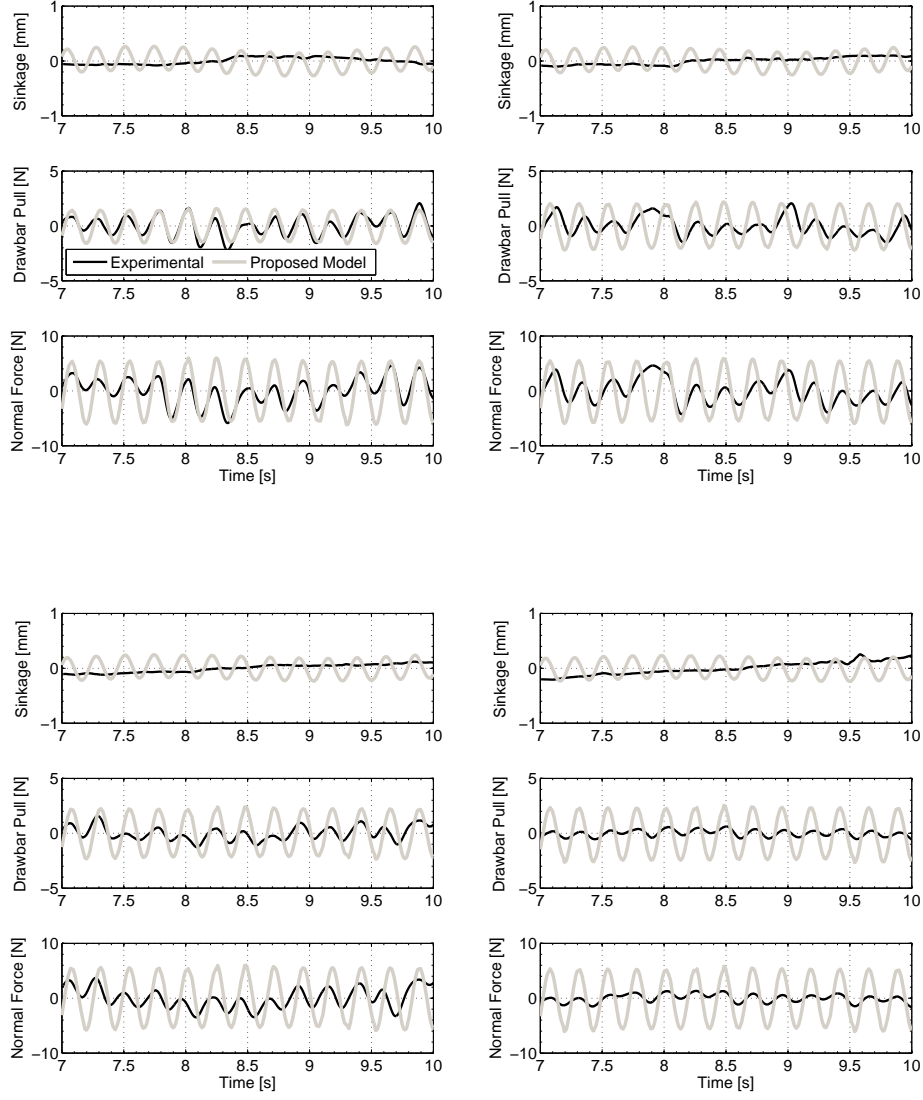 Sinkage [mm]
1
0
−1
7 7.5 8 8.5 9 9.5 10
Drawbar Pull [N]
5
0
−5
7 7.5 8 8.5 9 9.5 10
Experimental Proposed Model
Normal Force [N]
10
0
−10
7 7.5 8 8.5 9 9.5 10
Time [s]
Sinkage [mm]
1
0
−1
7 7.5 8 8.5 9 9.5 10
Drawbar Pull [N]
5
0
−5
7 7.5 8 8.5 9 9.5 10
Normal Force [N]
10
0
−10
7 7.5 8 8.5 9 9.5 10
Time [s]
Sinkage [mm]
1
0
−1
7 7.5 8 8.5 9 9.5 10
Drawbar Pull [N]
5
0
−5
7 7.5 8 8.5 9 9.5 10
Normal Force [N]
10
0
−10
7 7.5 8 8.5 9 9.5 10
Time [s]
Sinkage [mm]
1
0
−1
7 7.5 8 8.5 9 9.5 10
Drawbar Pull [N]
5
0
−5
7 7.5 8 8.5 9 9.5 10
Normal Force [N]
10
0
−10
7 7.5 8 8.5 9 9.5 10
Time [s]